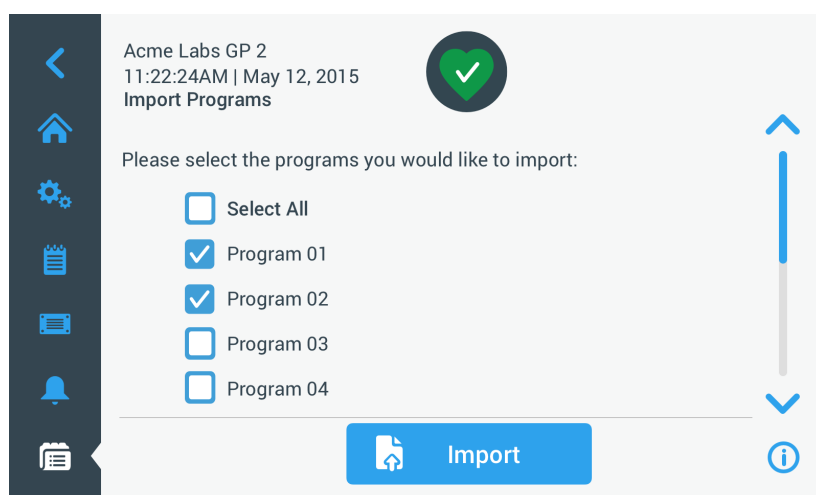 Acme Labs GP 2
11:22:24AM | May 12, 2015
Import Programs
Please select the programs you would like to import:
Select All
Program 01
Program 02
Program 03
Program 04
Import